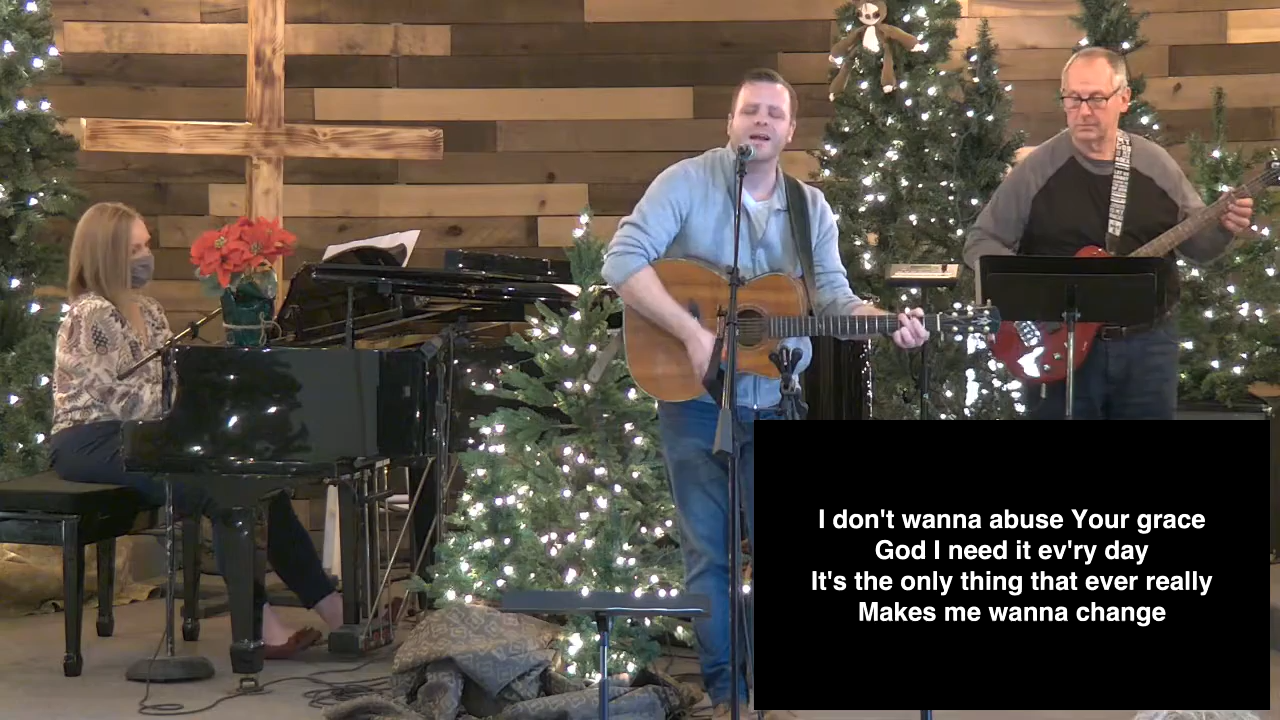 I don't wanna abuse Your grace
God I need it ev'ry day
It's the only thing that ever really
Makes me wanna change